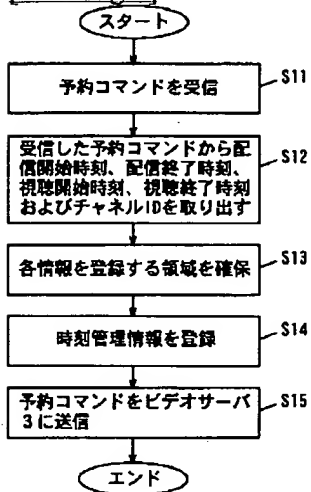 スタート
予約コマンドを受信
S11
受信した予約コマンドから配
信開始時刻、配信終了時刻、
視聴開始時刻、視聴終了時刻
およびチャネルIDを取り出す
S12
各情報を登録する領域を確保
S13
時刻管理情報を登録
S14
予約コマンドをビデオサーバ
3に送信
S15
エンド